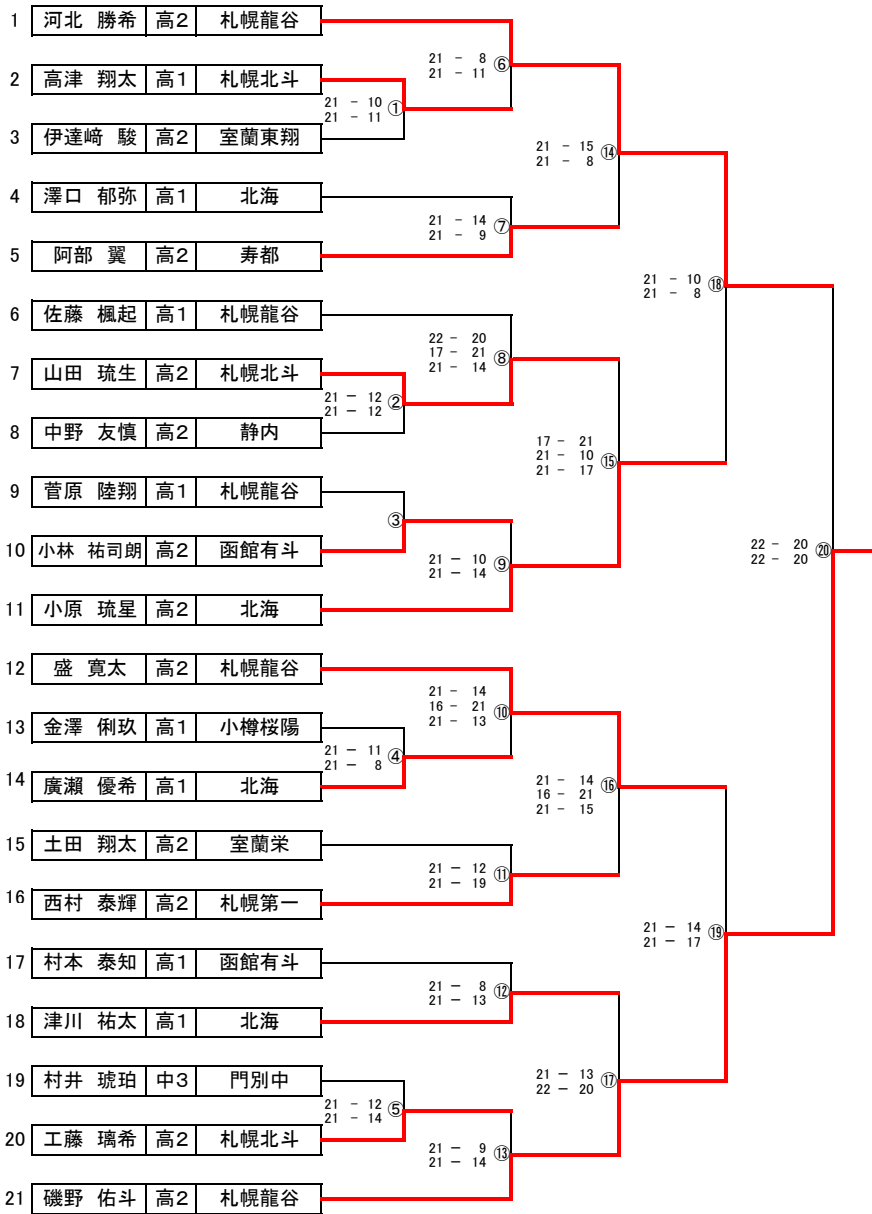 1 河北 勝希 高2 札幌龍谷
21 - 8 ⑥
21 - 11
2 高津 翔太 高1 札幌北斗
21 - 10 ①
21 - 11
3 伊達﨑 駿 高2 室蘭東翔
21 - 15 ⑭
21 - 8
4 澤口 郁弥 高1 北海
21 - 14 ⑦
21 - 9
5 阿部 翼 高2 寿都
21 - 10 ⑱
21 - 8
6 佐藤 楓起 高1 札幌龍谷
22 - 20
17 - 21 ⑧
21 - 14
7 山田 琉生 高2 札幌北斗
21 - 12 ②
21 - 12
8 中野 友慎 高2 静内
17 - 21
21 - 10 ⑮
21 - 17
9 菅原 陸翔 高1 札幌龍谷
③
10 小林 祐司朗 高2 函館有斗
22 - 20 ⑳
22 - 20
21 - 10 ⑨
21 - 14
11 小原 琉星 高2 北海
12 盛 寛太 高2 札幌龍谷
21 - 14
16 - 21 ⑩
21 - 13
13 金澤 俐玖 高1 小樽桜陽
21 - 11 ④
21 - 8
14 廣瀬 優希 高1 北海
21 - 14 ⑯
16 - 21
21 - 15
15 土田 翔太 高2 室蘭栄
21 - 12 ⑪
21 - 19
16 西村 泰輝 高2 札幌第一
21 - 14 ⑲
21 - 17
17 村本 泰知 高1 函館有斗
21 - 8 ⑫
21 - 13
18 津川 祐太 高1 北海
19 村井 琥珀 中3 門別中
21 - 13 ⑰
22 - 20
21 - 12 ⑤
21 - 14
20 工藤 璃希 高2 札幌北斗
21 - 9 ⑬
21 - 14
21 磯野 佑斗 高2 札幌龍谷